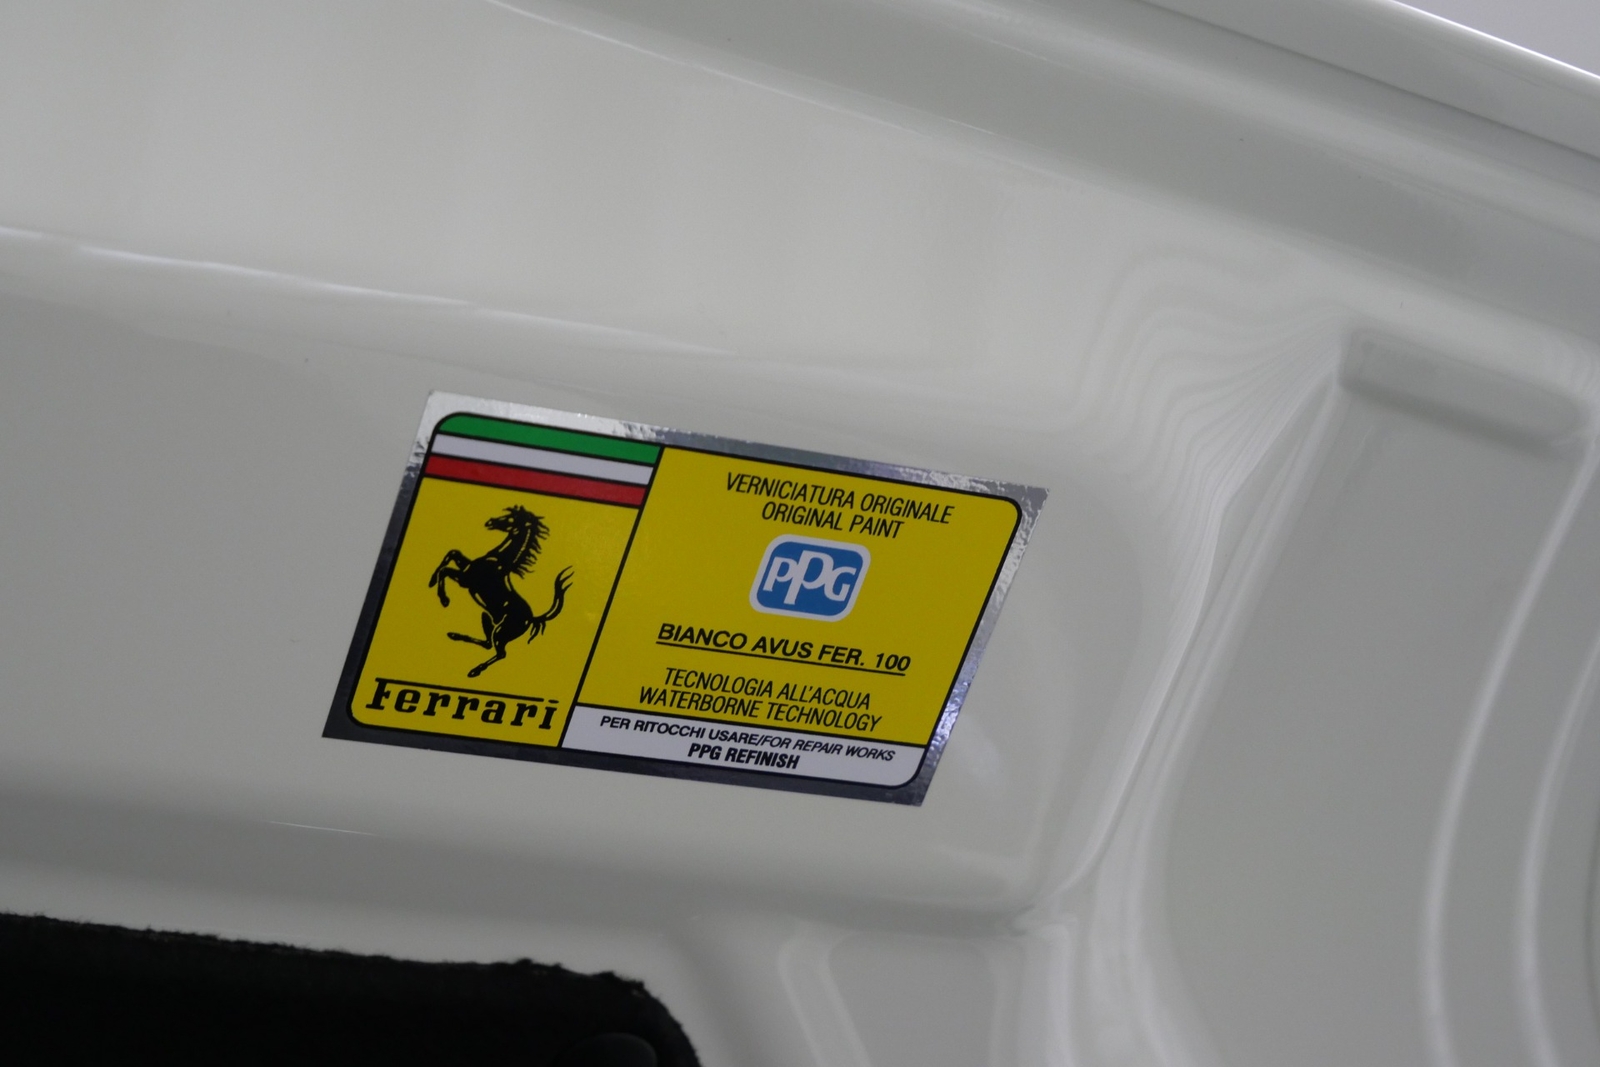 Ferrari
VERNICIATURA ORIGINALE
ORIGINAL PAINT
PPG
BIANCO AVUS FER. 100
TECNOLOGIA ALL'ACQUA
WATERBORNE TECHNOLOGY
PER RITOCCHI USARE/FOR REPAIR WORKS
PPG REFINISH